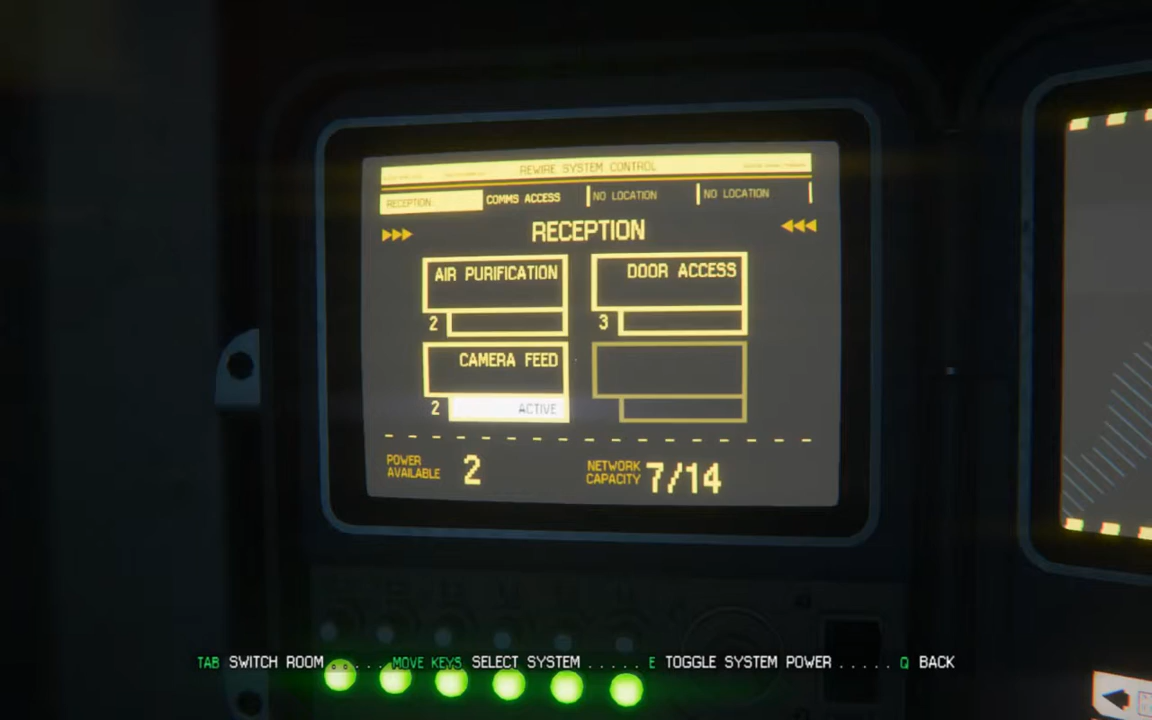 REWIRE SYSTEM CONTROL
RECEPTION
COMMS ACCESS
NO LOCATION
NO LOCATION
RECEPTION
AIR PURIFICATION
2
DOOR ACCESS
3
CAMERA FEED
2
ACTIVE
POWER
AVAILABLE
2
NETWORK
CAPACITY
7/14
TAB SWITCH ROOM ..... MOVE KEYS SELECT SYSTEM ..... E TOGGLE SYSTEM POWER ..... Q BACK